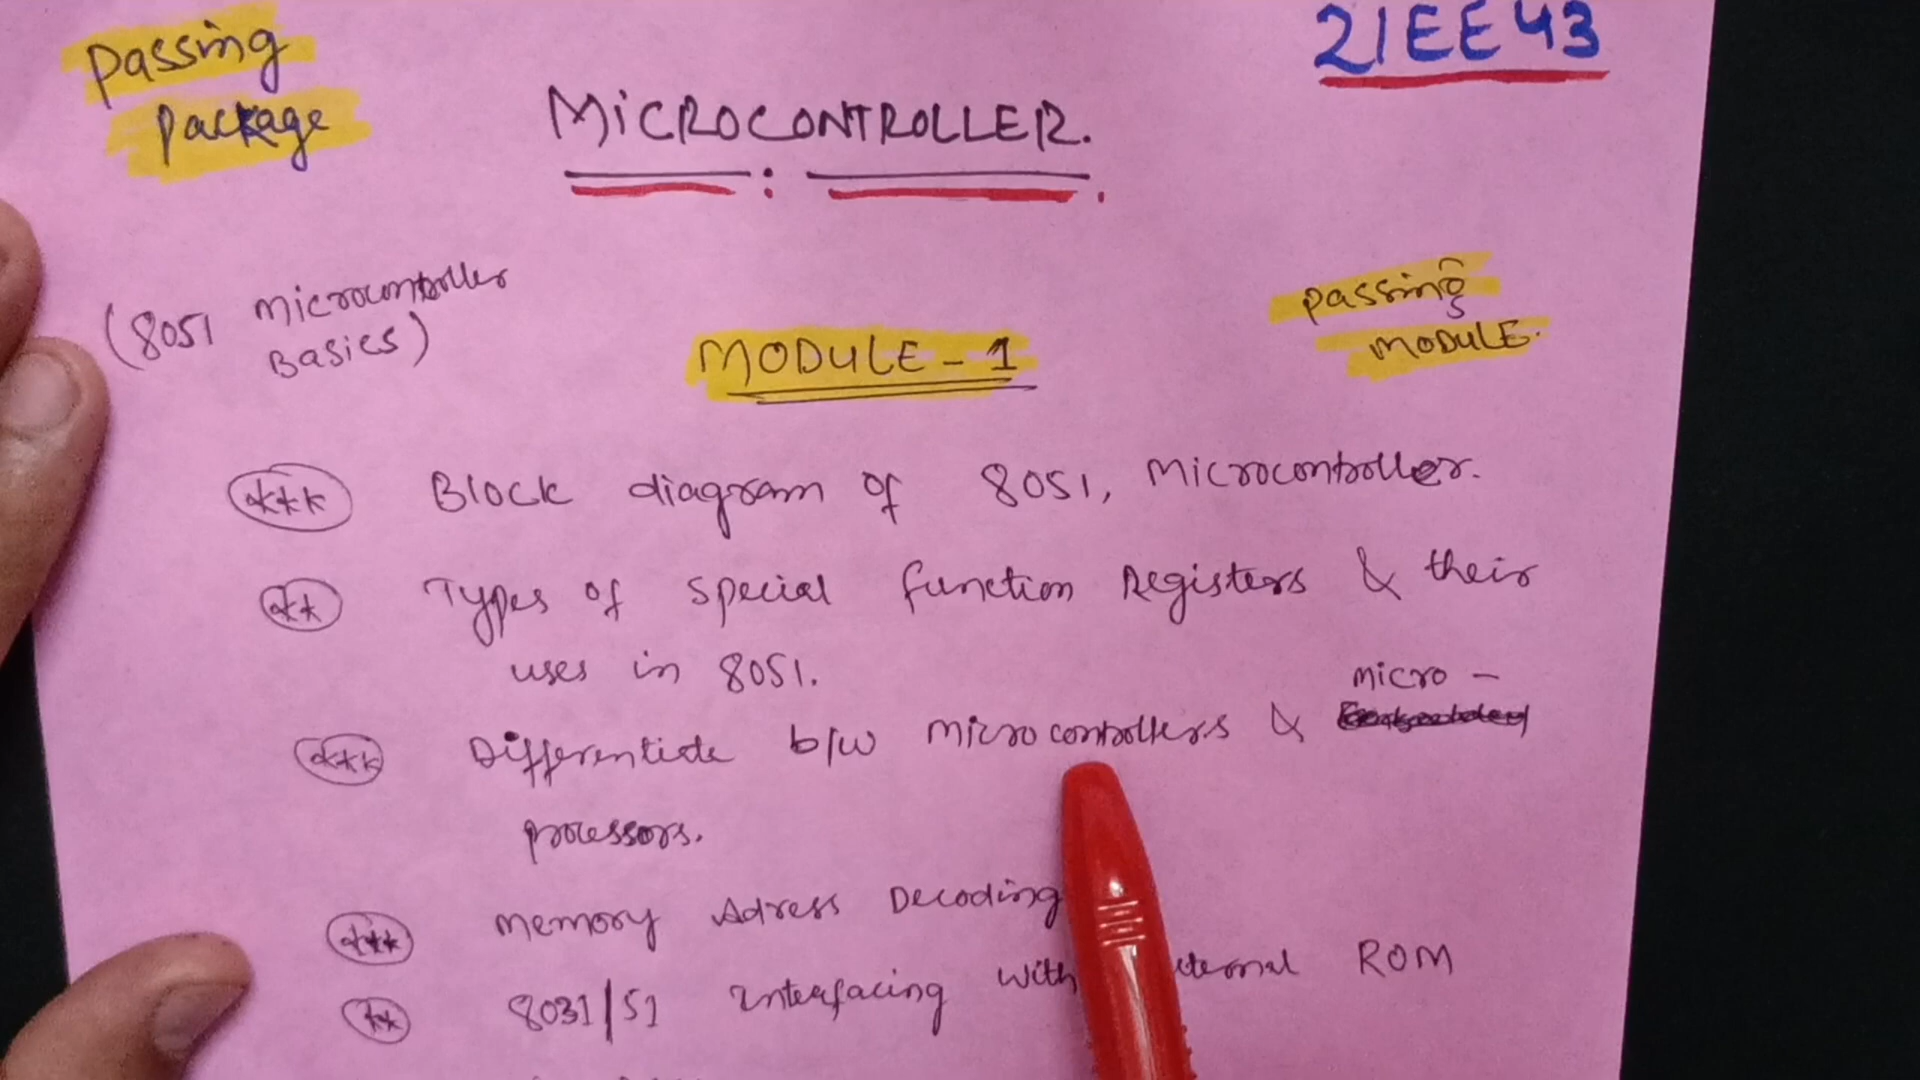 Passing
Package
21EE43
MiCROCONTROLLER.
(8051 Microcontroller
Basics)
Passing
MODULE.
MODULE - 1
*** Block diagram of 8051, Microcontroller.
** Types of special function Registers & their
uses in 8051.
micro -
*** Differentiate b/w microcontrollers &
processors.
*** Memory Adress Decoding
** 8031/51 Interfacing with ROM